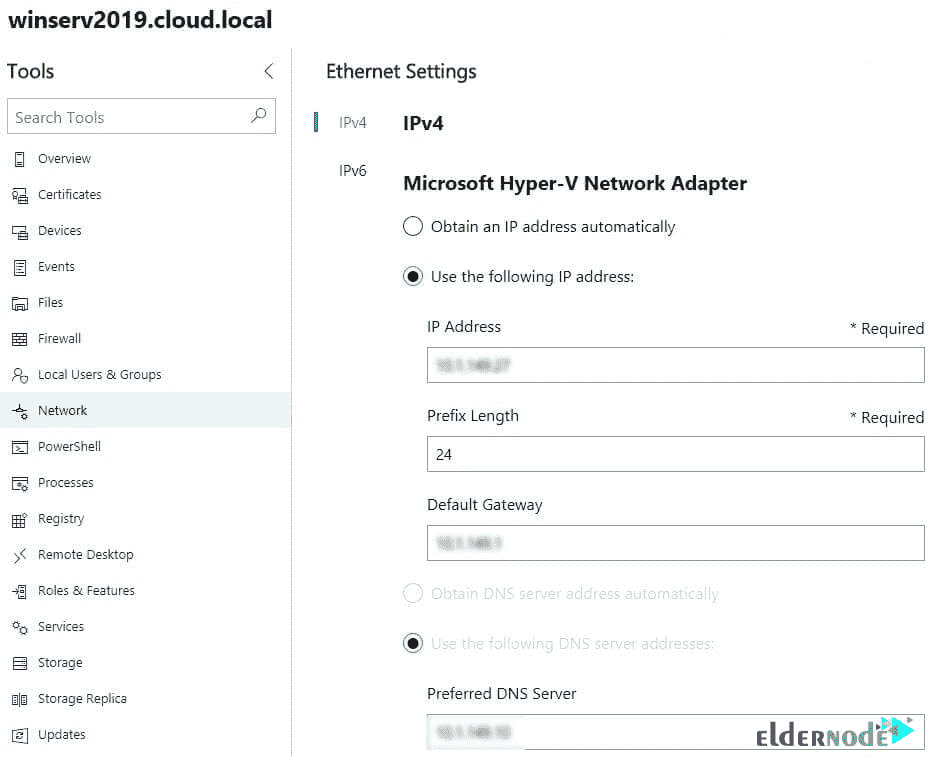 winserv2019.cloud.local
Tools
Search Tools
Overview
Certificates
Devices
Events
Files
Firewall
Local Users & Groups
Network
PowerShell
Processes
Registry
Remote Desktop
Roles & Features
Services
Storage
Storage Replica
Updates
Ethernet Settings
IPv4
IPv6
IPv4
Microsoft Hyper-V Network Adapter
Obtain an IP address automatically
Use the following IP address:
IP Address * Required
Prefix Length * Required
24
Default Gateway
Obtain DNS server address automatically
Use the following DNS server addresses:
Preferred DNS Server
ELDERNODE